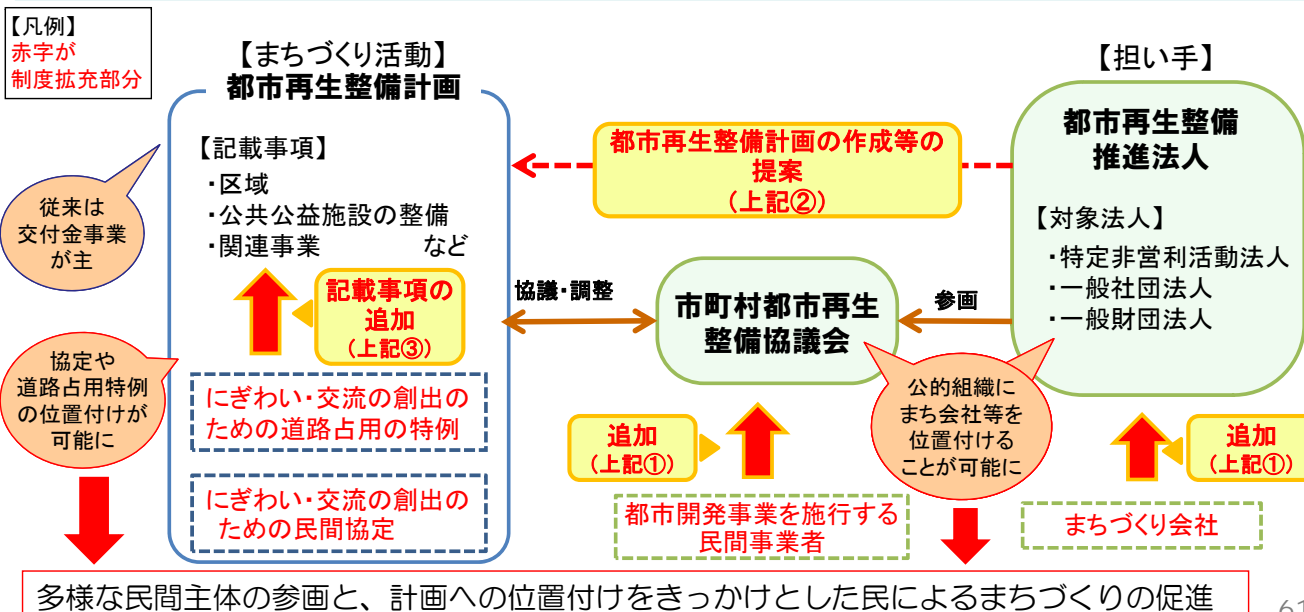 【凡例】
赤字が
制度拡充部分
【まちづくり活動】
都市再生整備計画
【記載事項】
・区域
・公共公益施設の整備
・関連事業　　など
従来は
交付金事業
が主
記載事項の
追加
(上記③)
協定や
道路占用特例
の位置付けが
可能に
にぎわい・交流の創出の
ための道路占用の特例
にぎわい・交流の創出の
ための民間協定
都市再生整備計画の作成等の
提案
(上記②)
協議・調整
市町村都市再生
整備協議会
参画
追加
(上記①)
都市開発事業を施行する
民間事業者
公的組織に
まち会社等を
位置付ける
ことが可能に
【担い手】
都市再生整備
推進法人
【対象法人】
・特定非営利活動法人
・一般社団法人
・一般財団法人
追加
(上記①)
まちづくり会社
多様な民間主体の参画と、計画への位置付けをきっかけとした民によるまちづくりの促進
61